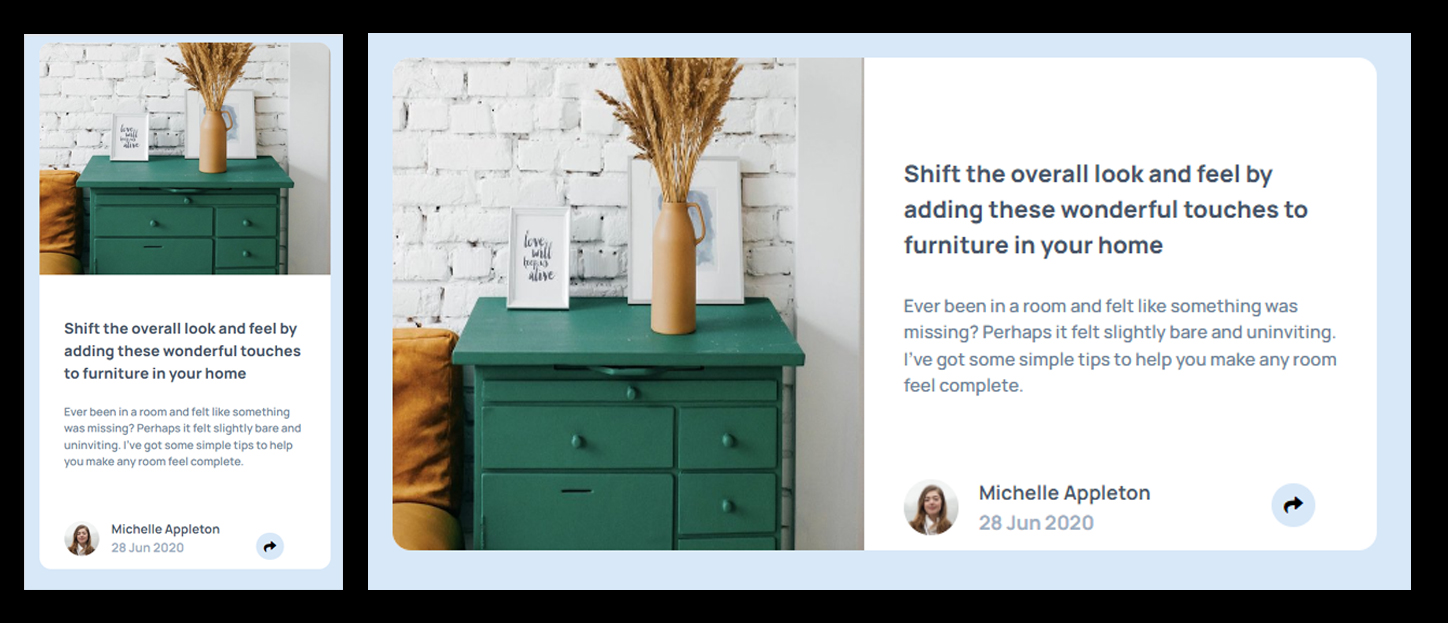 love
will
keep us
alive
Shift the overall look and feel by
adding these wonderful touches
to furniture in your home
Ever been in a room and felt like something
was missing? Perhaps it felt slightly bare and
uninviting. I've got some simple tips to help
you make any room feel complete.
Michelle Appleton
28 Jun 2020
love
will
keep us
alive
Shift the overall look and feel by
adding these wonderful touches to
furniture in your home
Ever been in a room and felt like something was
missing? Perhaps it felt slightly bare and uninviting.
I've got some simple tips to help you make any room
feel complete.
Michelle Appleton
28 Jun 2020